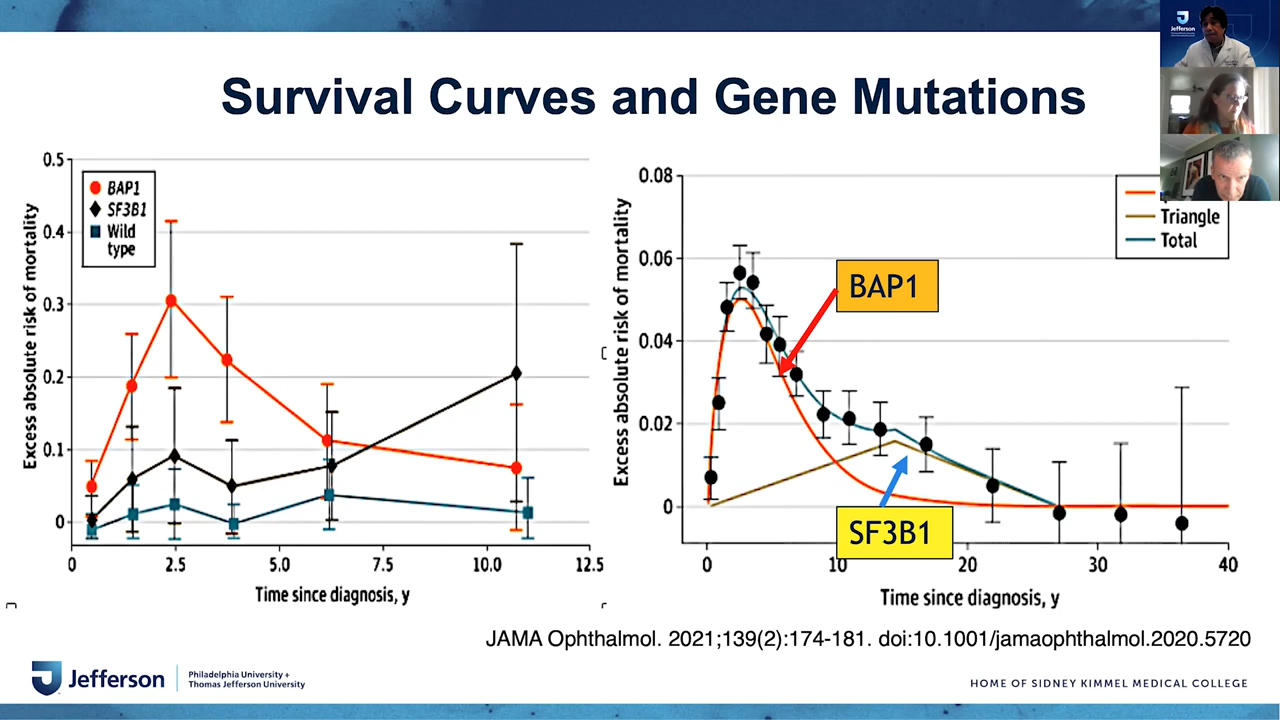 Jefferson
Survival Curves and Gene Mutations
0.5
0.4
0.3
0.2
0.1
0
BAP1
SF3B1
Wild
type
Excess absolute risk of mortality
0
2.5
5.0
7.5
10.0
12.5
Time since diagnosis, y
0.08
0.06
0.04
0.02
0
Triangle
Total
BAP1
SF3B1
Excess absolute risk of mortality
0
10
20
30
40
Time since diagnosis, y
JAMA Ophthalmol. 2021;139(2):174-181. doi:10.1001/jamaophthalmol.2020.5720
Jefferson
Philadelphia University +
Thomas Jefferson University
HOME OF SIDNEY KIMMEL MEDICAL COLLEGE